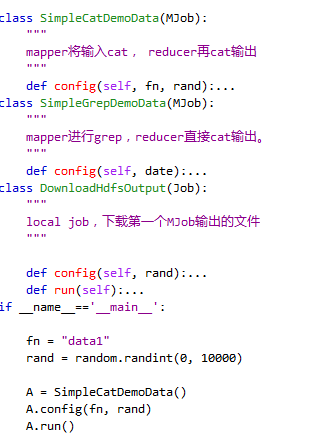 class SimpleCatDemoData(MJob):
    """
    mapper将输入cat， reducer再cat输出
    """
    def config(self, fn, rand):...
class SimpleGrepDemoData(MJob):
    """
    mapper进行grep，reducer直接cat输出。
    """
    def config(self, date):...
class DownloadHdfsOutput(Job):
    """
    local job，下载第一个MJob输出的文件
    """
    def config(self, rand):...
    def run(self):...
if __name__=='__main__':
    fn = "data1"
    rand = random.randint(0, 10000)
    A = SimpleCatDemoData()
    A.config(fn, rand)
    A.run()